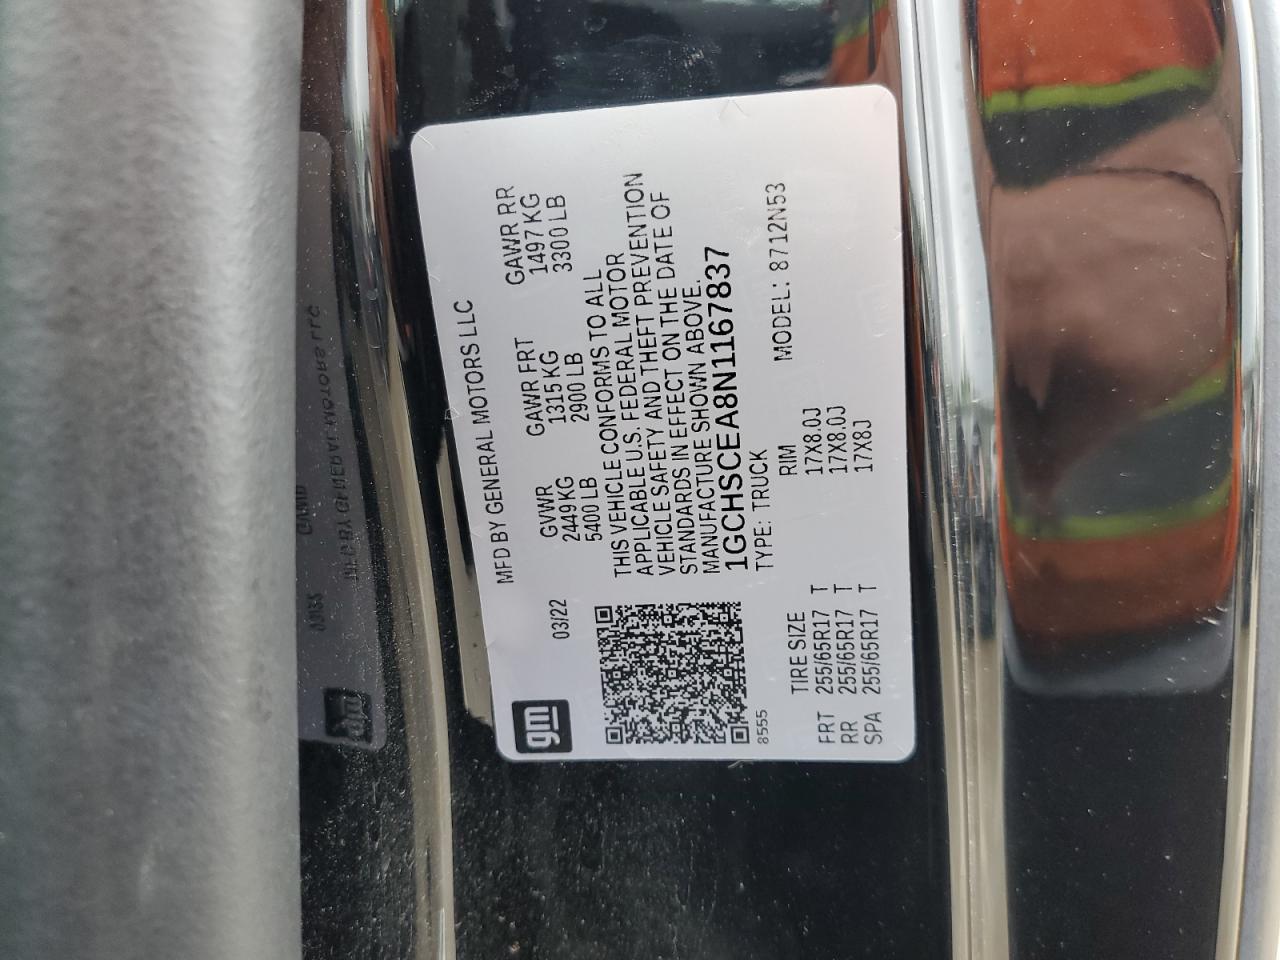 gm
03/22
MFD BY GENERAL MOTORS LLC
GVWR GAWR FRT GAWR RR
2449 KG 1315 KG 1497 KG
5400 LB 2900 LB 3300 LB
THIS VEHICLE CONFORMS TO ALL
APPLICABLE U.S. FEDERAL MOTOR
VEHICLE SAFETY AND THEFT PREVENTION
STANDARDS IN EFFECT ON THE DATE OF
MANUFACTURE SHOWN ABOVE.
1GCHSCEA8N1167837
8555 TYPE: TRUCK MODEL: 8712N53
TIRE SIZE RIM
FRT 255/65R17 T 17X8.0J
RR 255/65R17 T 17X8.0J
SPA 255/65R17 T 17X8J